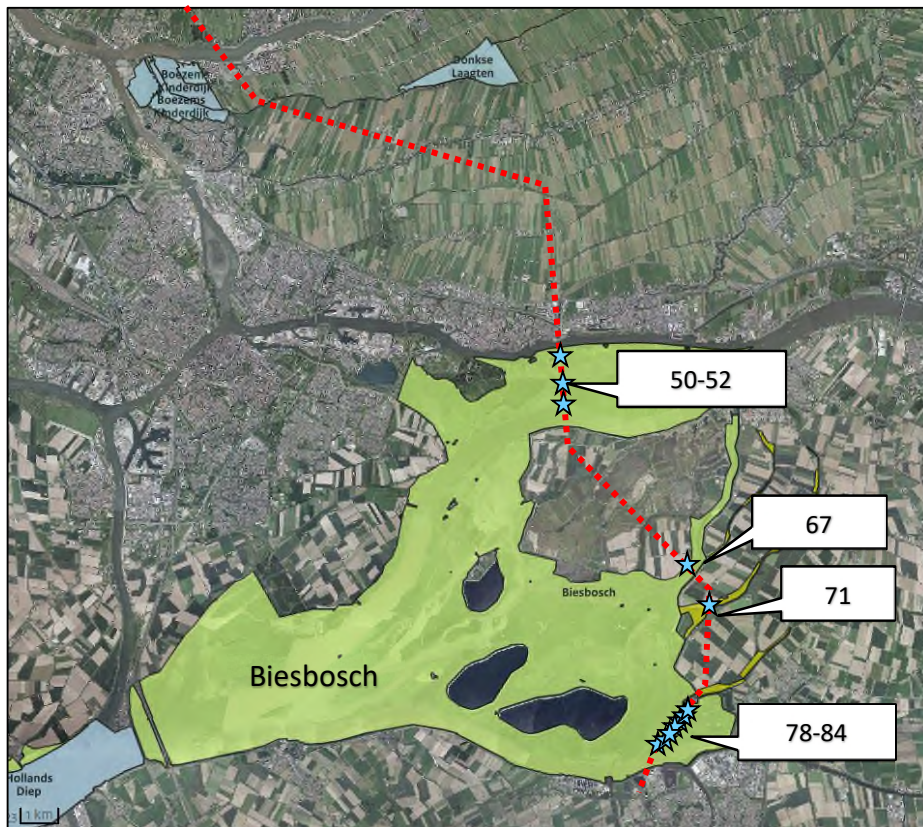 Donkse
Laagten
Boezems
Kinderdijk
Boezems
Kinderdijk
50-52
67
Biesbosch
71
Biesbosch
78-84
Hollands
Diep
1 km